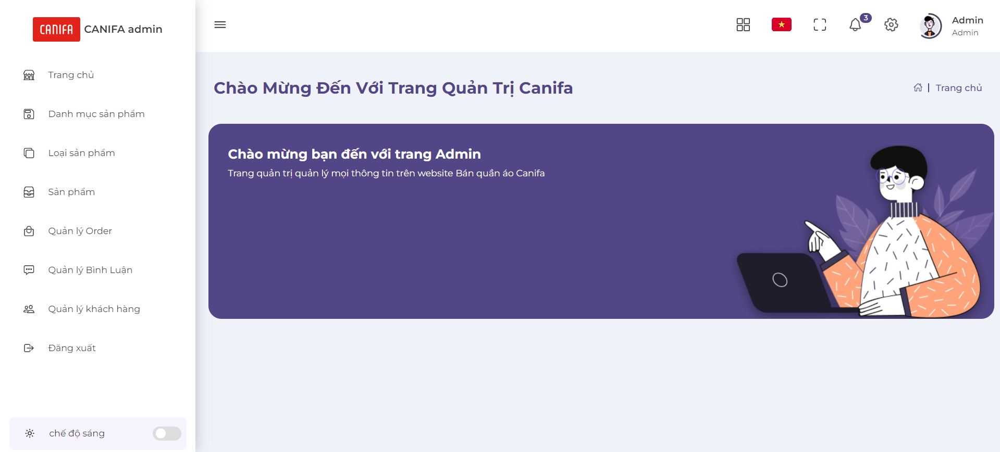 CANIFA CANIFA admin
Trang chủ
Danh mục sản phẩm
Loại sản phẩm
Sản phẩm
Quản lý Order
Quản lý Bình Luận
Quản lý khách hàng
Đăng xuất
chế độ sáng
3
Admin
Admin
Chào Mừng Đến Với Trang Quản Trị Canifa
Trang chủ
Chào mừng bạn đến với trang Admin
Trang quản trị quản lý mọi thông tin trên website Bán quần áo Canifa